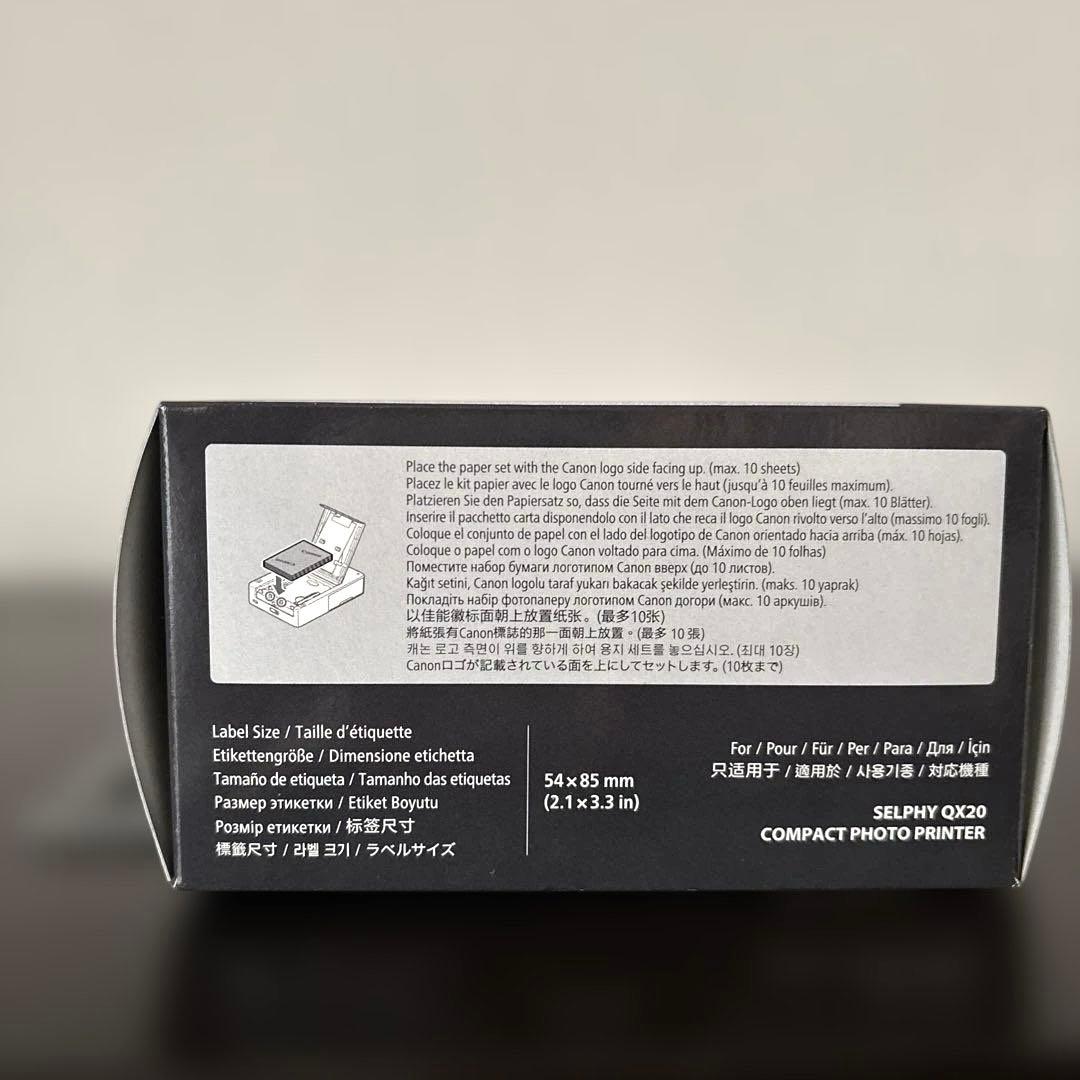 Place the paper set with the Canon logo side facing up. (max. 10 sheets)
Placez le kit papier avec le logo Canon tourné vers le haut (jusqu'à 10 feuilles maximum).
Platzieren Sie den Papiersatz so, dass die Seite mit dem Canon-Logo oben liegt (max. 10 Blätter).
Inserire il pacchetto carta disponendolo con il lato che reca il logo Canon rivolto verso l'alto (massimo 10 fogli).
Coloque el conjunto de papel con el lado del logotipo de Canon orientado hacia arriba (máx. 10 hojas).
Coloque o papel com o logo Canon voltado para cima. (Máximo de 10 folhas)
Поместите набор бумаги логотипом Canon вверх (до 10 листов).
Kağıt setini, Canon logolu taraf yukarı bakacak şekilde yerleştirin. (maks. 10 yaprak)
Покладіть набір фотопаперу логотипом Canon догори (макс. 10 аркушів).
以佳能徽标面朝上放置纸张。(最多10张)
將紙張有Canon標誌的那一面朝上放置。(最多 10 張)
캐논 로고 측면이 위를 향하게 하여 용지 세트를 놓으십시오. (최대 10장)
Canonロゴが記載されている面を上にしてセットします。(10枚まで)
Canon
Label Size / Taille d'étiquette
Etikettengröße / Dimensione etichetta
Tamaño de etiqueta / Tamanho das etiquetas
Размер этикетки / Etiket Boyutu
Розмір етикетки / 标签尺寸
標籤尺寸 / 라벨 크기 / ラベルサイズ
54×85 mm
(2.1×3.3 in)
For / Pour / Für / Per / Para / Для / İçin
只适用于 / 適用於 / 사용기종 / 対応機種
SELPHY QX20
COMPACT PHOTO PRINTER